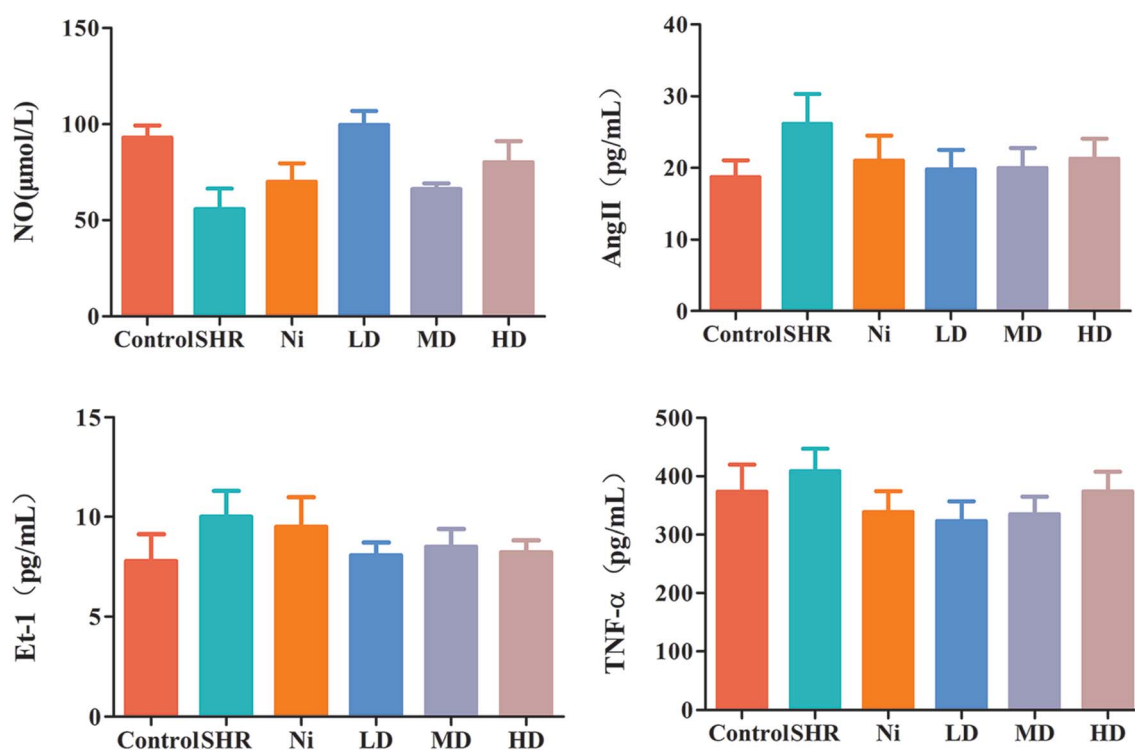 NO(μmol/L)
150
100
50
0
Control SHR Ni LD MD HD
AngII（pg/mL）
40
30
20
10
0
Control SHR Ni LD MD HD
Et-1（pg/mL）
15
10
5
0
Control SHR Ni LD MD HD
TNF-α（pg/mL）
500
400
300
200
100
0
Control SHR Ni LD MD HD